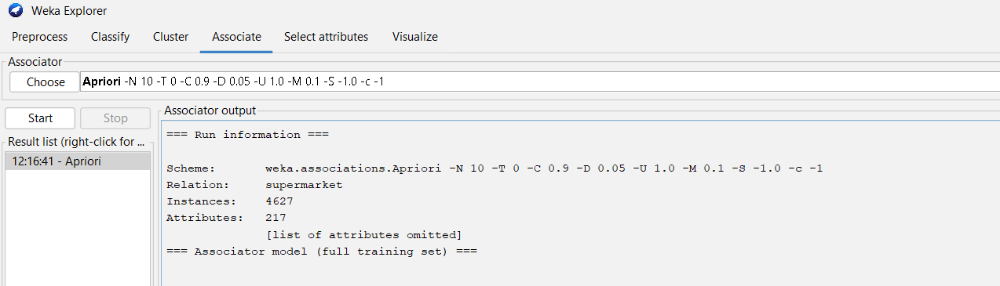 Weka Explorer
Preprocess Classify Cluster Associate Select attributes Visualize
Associator
Choose Apriori -N 10 -T 0 -C 0.9 -D 0.05 -U 1.0 -M 0.1 -S -1.0 -c -1
Start Stop
Result list (right-click for ...
12:16:41 - Apriori
Associator output
=== Run information ===
Scheme: weka.associations.Apriori -N 10 -T 0 -C 0.9 -D 0.05 -U 1.0 -M 0.1 -S -1.0 -c -1
Relation: supermarket
Instances: 4627
Attributes: 217
[list of attributes omitted]
=== Associator model (full training set) ===